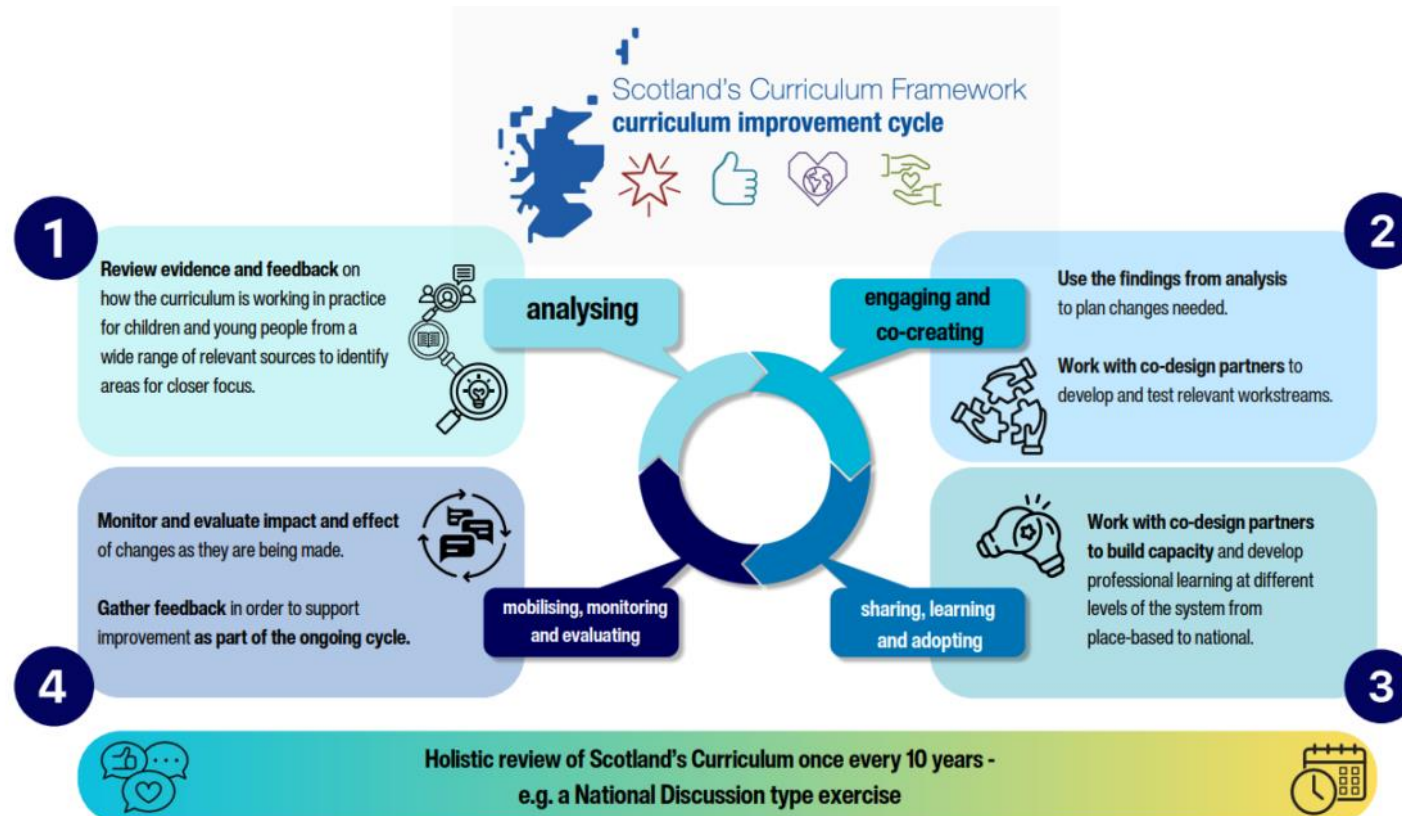 Scotland's Curriculum Framework
curriculum improvement cycle
1
Review evidence and feedback on
how the curriculum is working in practice
for children and young people from a
wide range of relevant sources to identify
areas for closer focus.
analysing
engaging and
co-creating
2
Use the findings from analysis
to plan changes needed.
Work with co-design partners to
develop and test relevant workstreams.
3
Work with co-design partners
to build capacity and develop
professional learning at different
levels of the system from
place-based to national.
sharing, learning
and adopting
mobilising, monitoring
and evaluating
4
Monitor and evaluate impact and effect
of changes as they are being made.
Gather feedback in order to support
improvement as part of the ongoing cycle.
Holistic review of Scotland's Curriculum once every 10 years -
e.g. a National Discussion type exercise